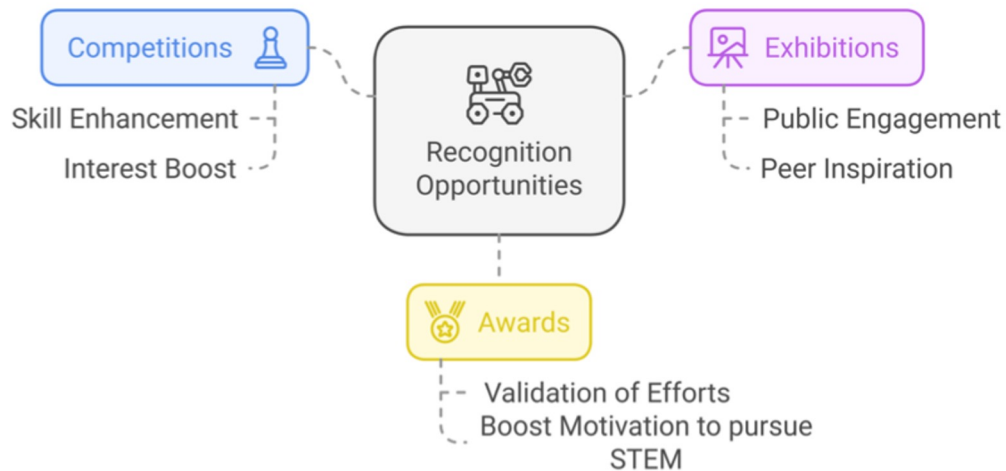 Competitions
Skill Enhancement
Interest Boost
Recognition
Opportunities
Exhibitions
Public Engagement
Peer Inspiration
Awards
Validation of Efforts
Boost Motivation to pursue
STEM